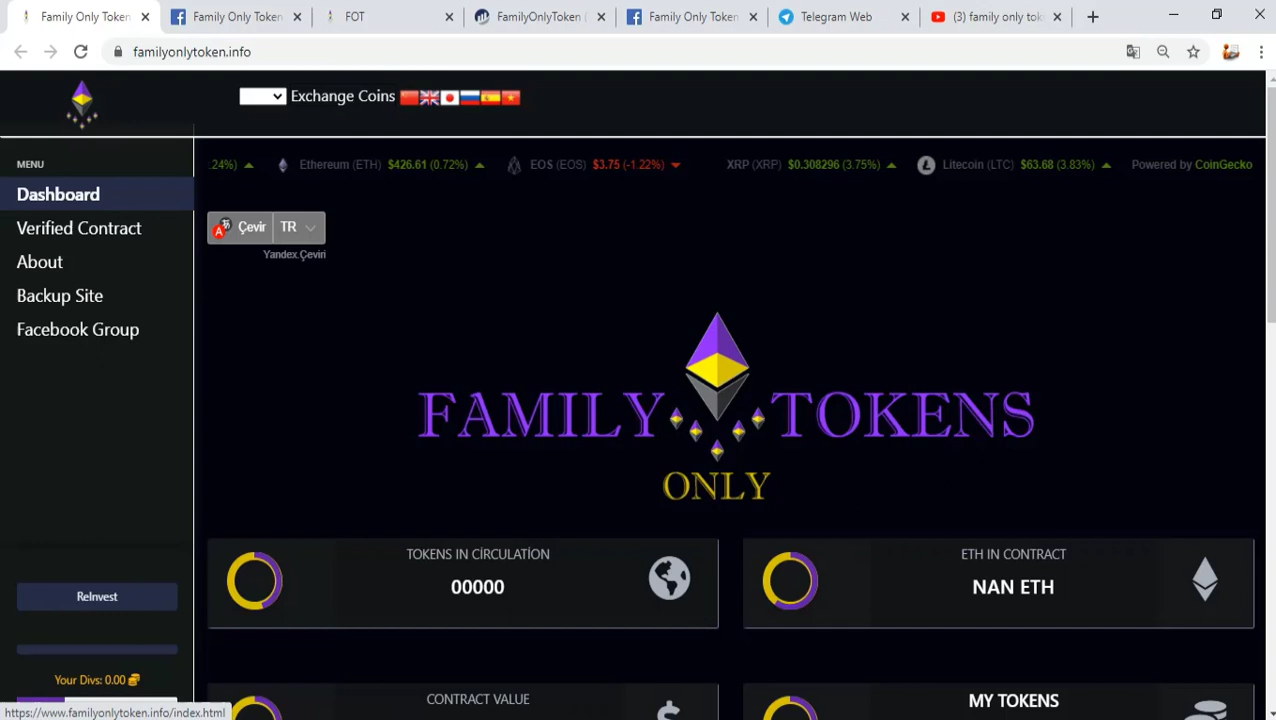 Family Only Token
Family Only Token
FOT
FamilyOnlyToken (
Family Only Token
Telegram Web
(3) family only tok
familyonlytoken.info
Exchange Coins
MENU
Dashboard
Verified Contract
About
Backup Site
Facebook Group
ReInvest
Your Divs: 0.00
.24%)
Ethereum (ETH) $426.61 (0.72%)
EOS (EOS) $3.75 (-1.22%)
XRP (XRP) $0.308296 (3.75%)
Litecoin (LTC) $63.68 (3.83%)
Powered by CoinGecko
A Çevir TR
Yandex.Çeviri
FAMILY TOKENS
ONLY
TOKENS IN CİRCULATİON
00000
ETH IN CONTRACT
NAN ETH
CONTRACT VALUE
MY TOKENS
https://www.familyonlytoken.info/index.html